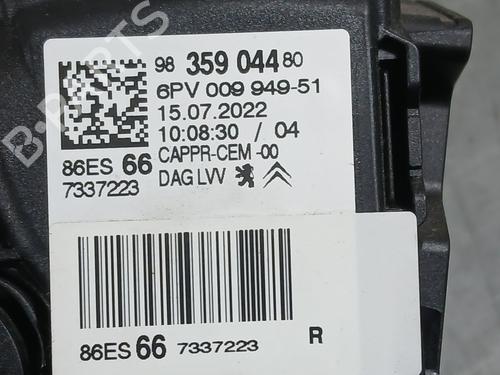 B-PARTS
98 359 044 80
6PV 009 949-51
15.07.2022
10:08:30 / 04
86ES 66 CAPPR-CEM -00
7337223 DAG LVV
86ES 66 7337223 R